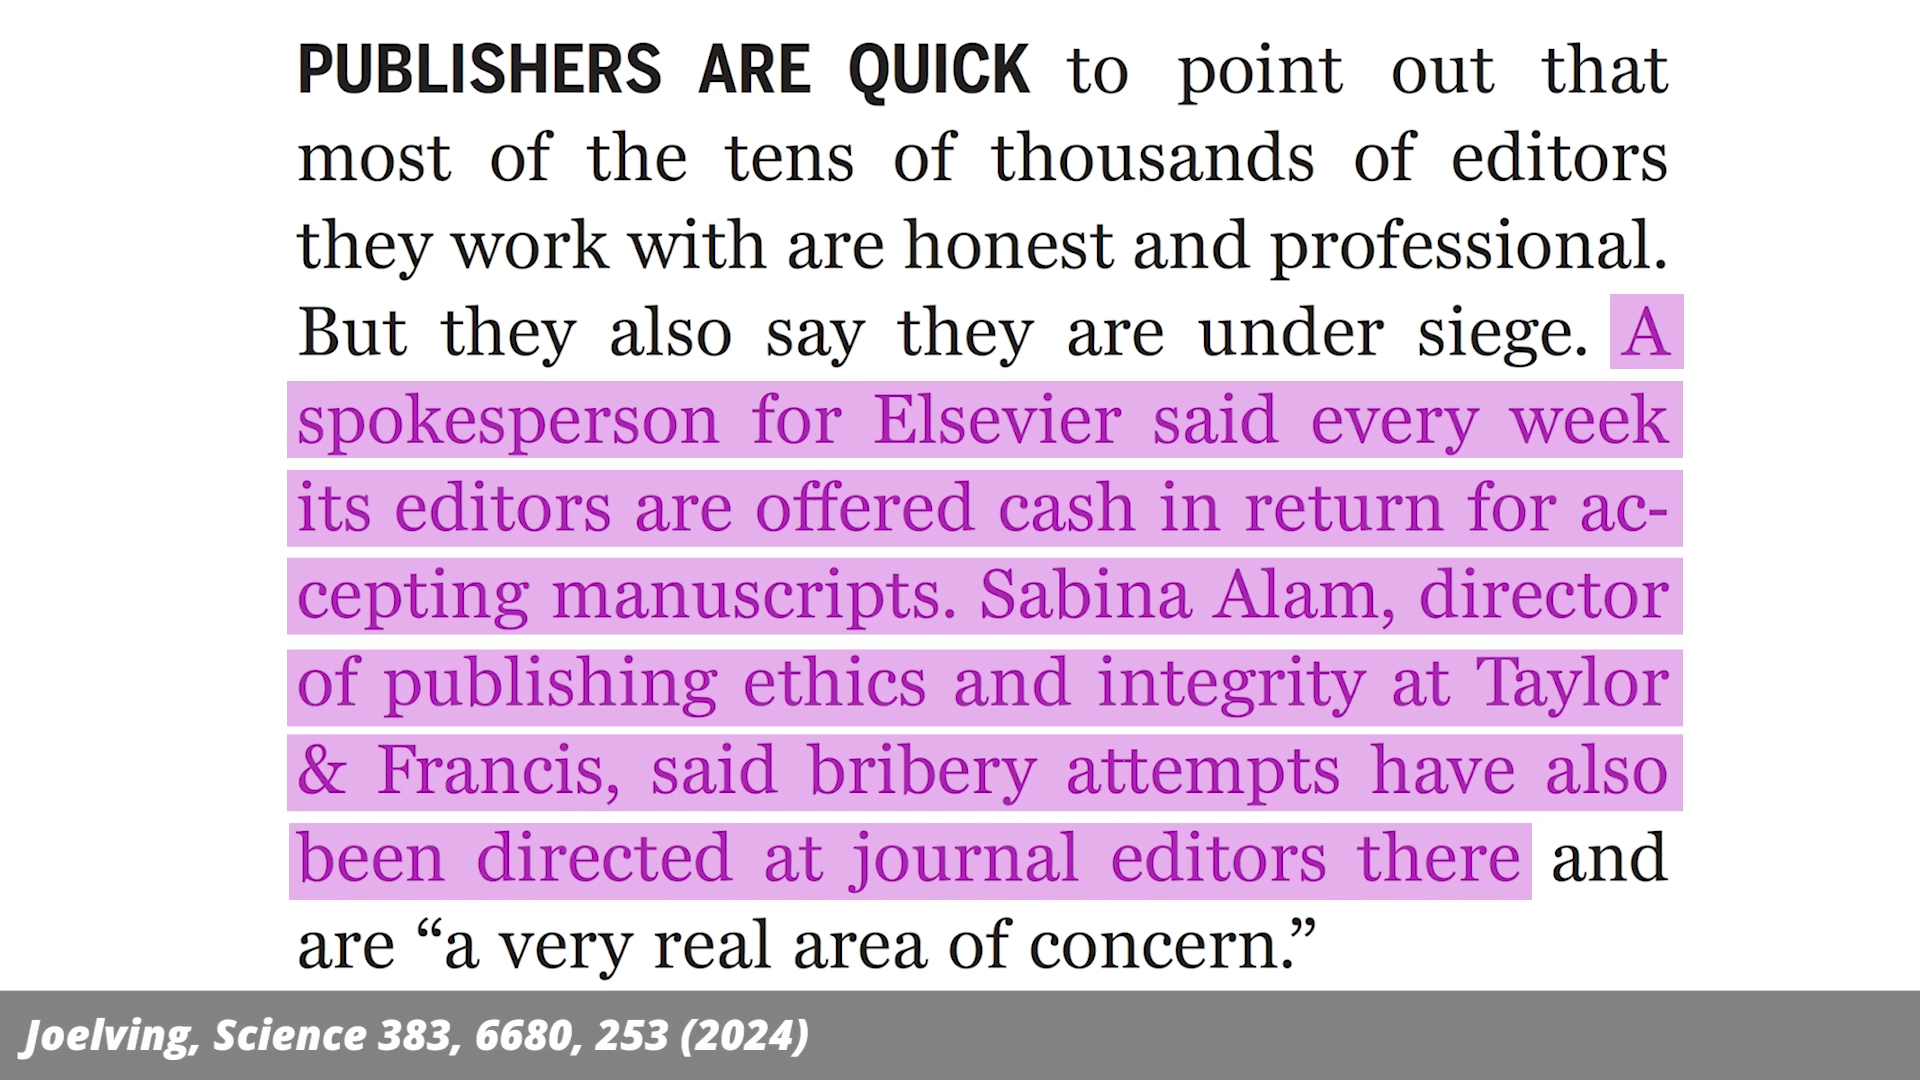 PUBLISHERS ARE QUICK to point out that
most of the tens of thousands of editors
they work with are honest and professional.
But they also say they are under siege. A
spokesperson for Elsevier said every week
its editors are offered cash in return for ac-
cepting manuscripts. Sabina Alam, director
of publishing ethics and integrity at Taylor
& Francis, said bribery attempts have also
been directed at journal editors there and
are “a very real area of concern.”
Joelving, Science 383, 6680, 253 (2024)